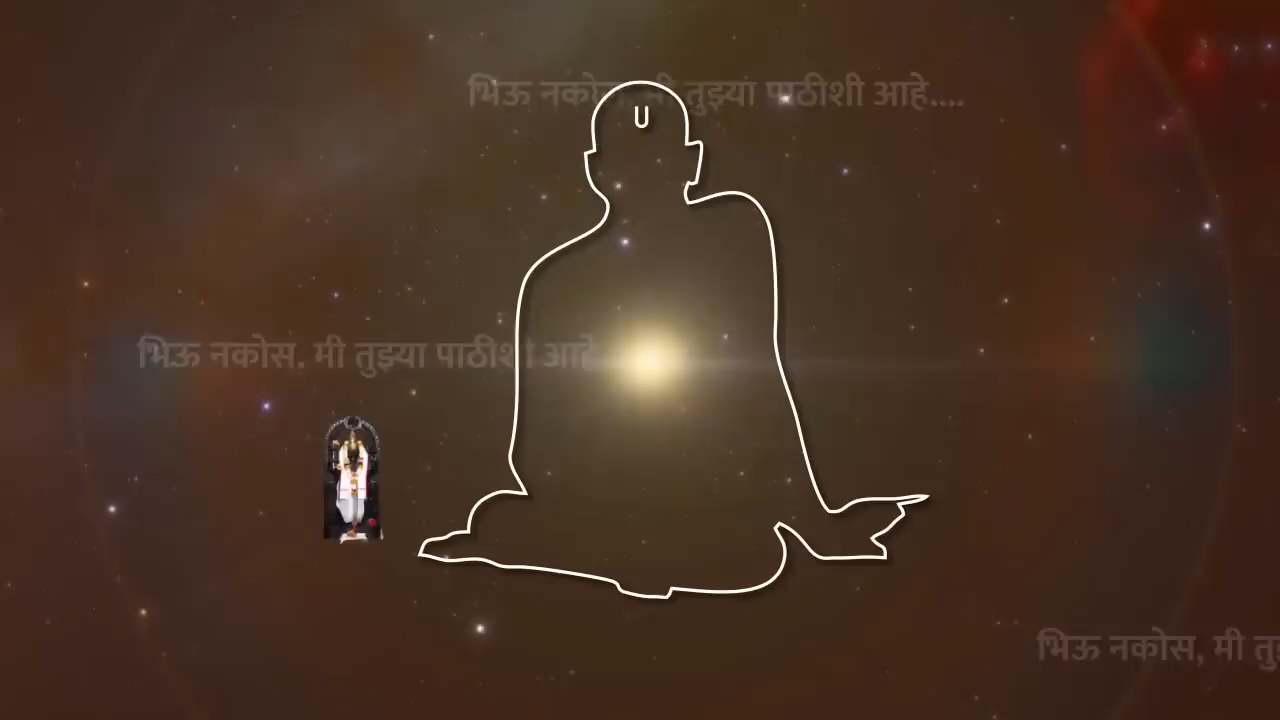 भिऊ नकोस, मी तुझ्या पाठीशी आहे....
भिऊ नकोस. मी तुझ्या पाठीशी आहे
भिऊ नकोस, मी